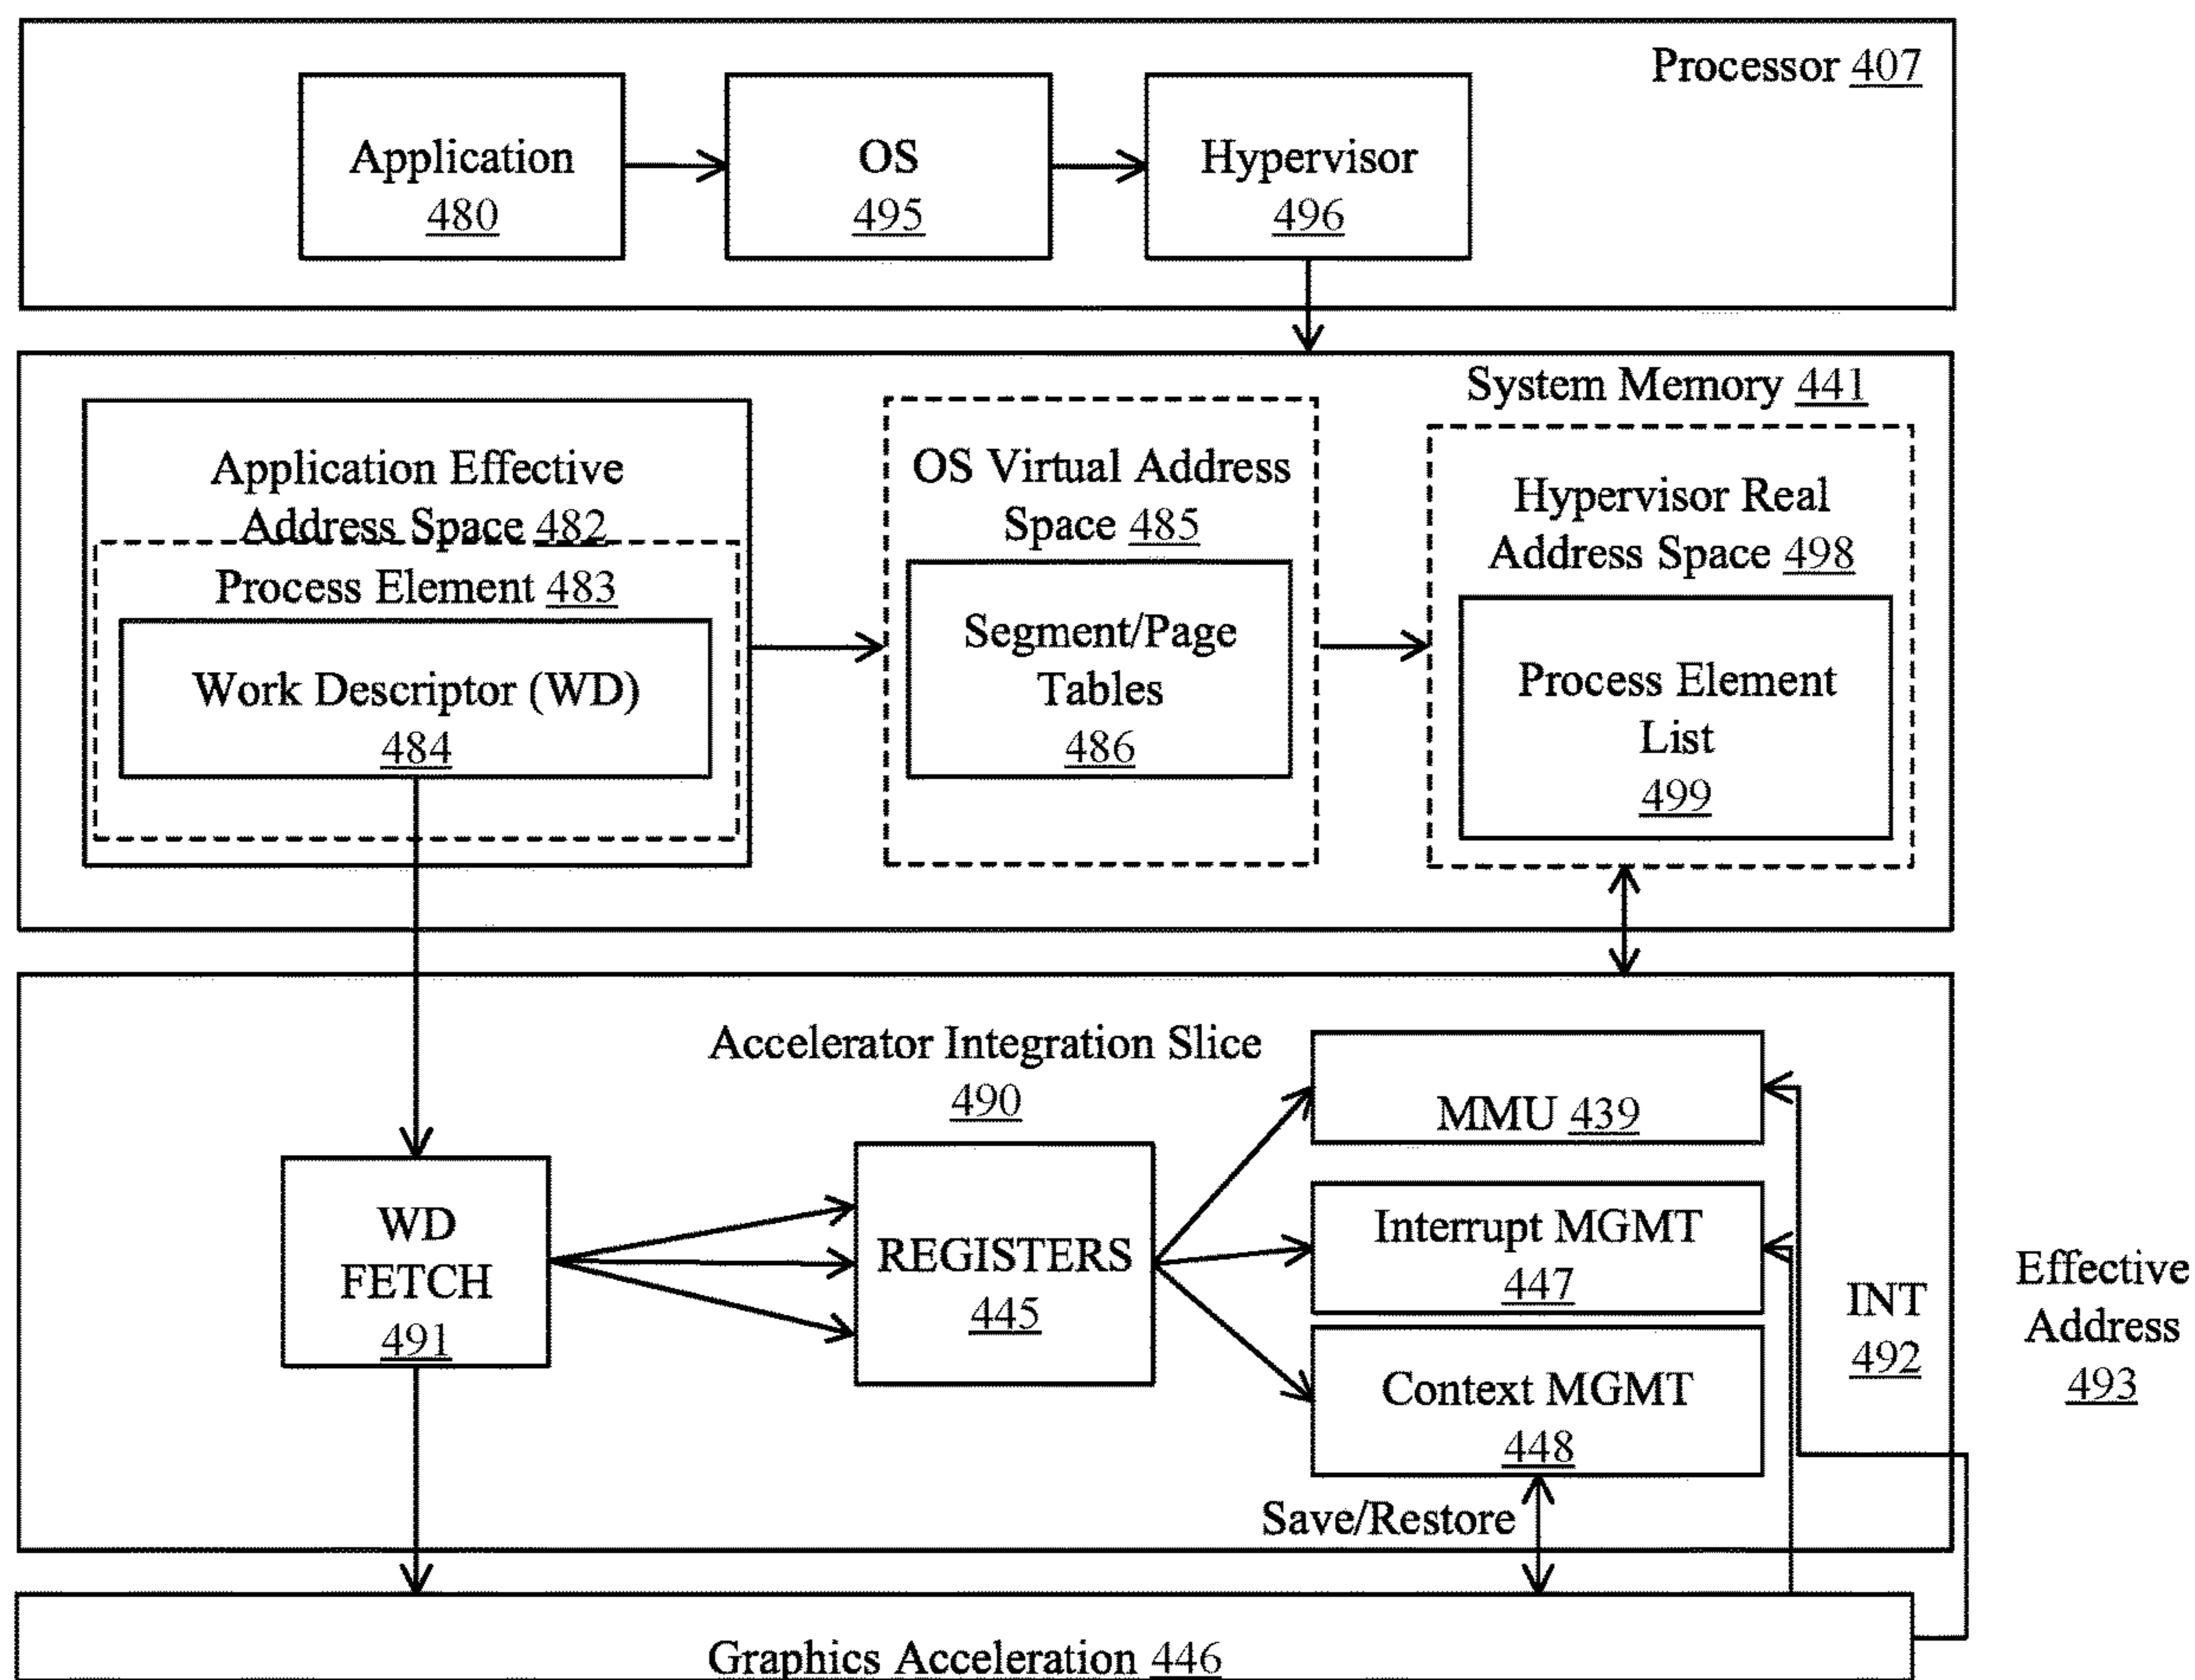 Processor 407
Application
480
OS
495
Hypervisor
496
System Memory 441
Application Effective
Address Space 482
Process Element 483
Work Descriptor (WD)
484
OS Virtual Address
Space 485
Segment/Page
Tables
486
Hypervisor Real
Address Space 498
Process Element
List
499
Accelerator Integration Slice
490
WD
FETCH
491
REGISTERS
445
MMU 439
Interrupt MGMT
447
Context MGMT
448
INT
492
Effective
Address
493
Save/Restore
Graphics Acceleration 446